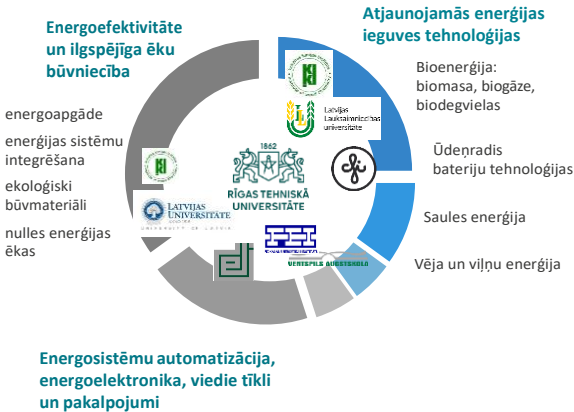 Energoefektivitāte
un ilgspējīga ēku
būvniecība
Atjaunojamās enerģijas
ieguves tehnoloģijas
energoapgāde
enerģijas sistēmu
integrēšana
ekoloģiski
būvmateriāli
nulles enerģijas
ēkas
Bioenerģija:
biomasa, biogāze,
biodegvielas
Ūdeņradis
bateriju tehnoloģijas
Saules enerģija
Vēja un viļņu enerģija
Latvijas
Lauksaimniecības
universitāte
1862
RĪGAS TEHNISKĀ
UNIVERSITĀTE
LATVIJAS
UNIVERSITĀTE
UNIVERSITY OF LATVIA
FEI
VENTSPILS AUGSTSKOLA
Energosistēmu automatizācija,
energoelektronika, viedie tīkli
un pakalpojumi